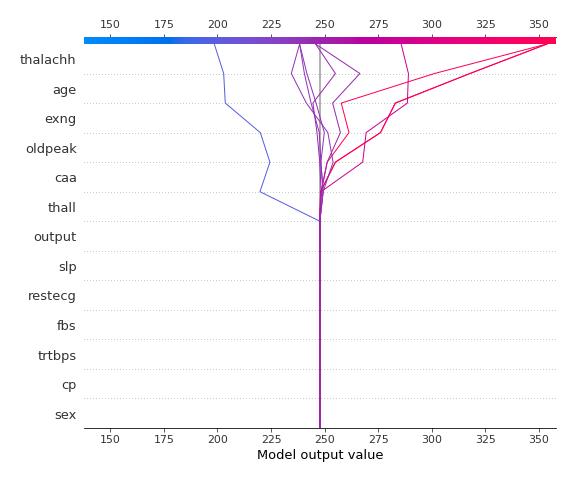 150 175 200 225 250 275 300 325 350
thalachh
age
exng
oldpeak
caa
thall
output
slp
restecg
fbs
trtbps
cp
sex
150 175 200 225 250 275 300 325 350
Model output value